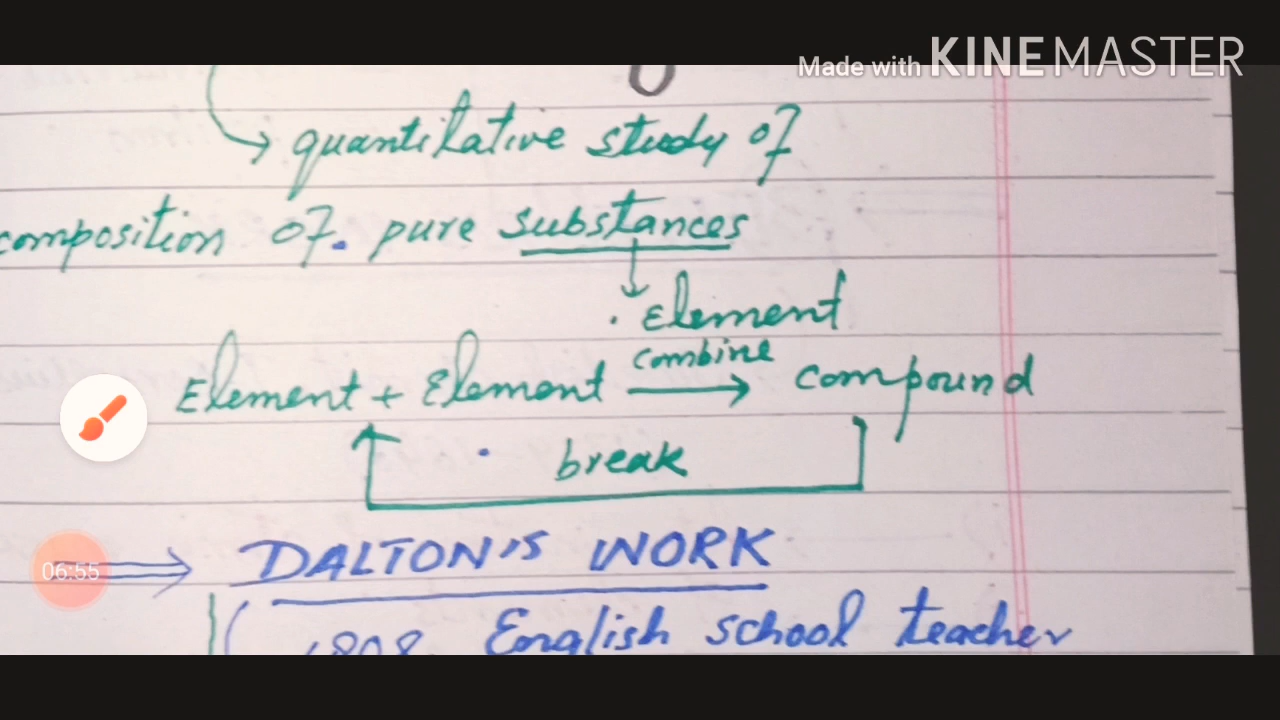 Made with KINEMASTER
quantitative study of
composition of. pure substances
. Element
combine
Element + Element → compound
break
06:55
⇒ DALTON'S WORK
1808 English school teacher